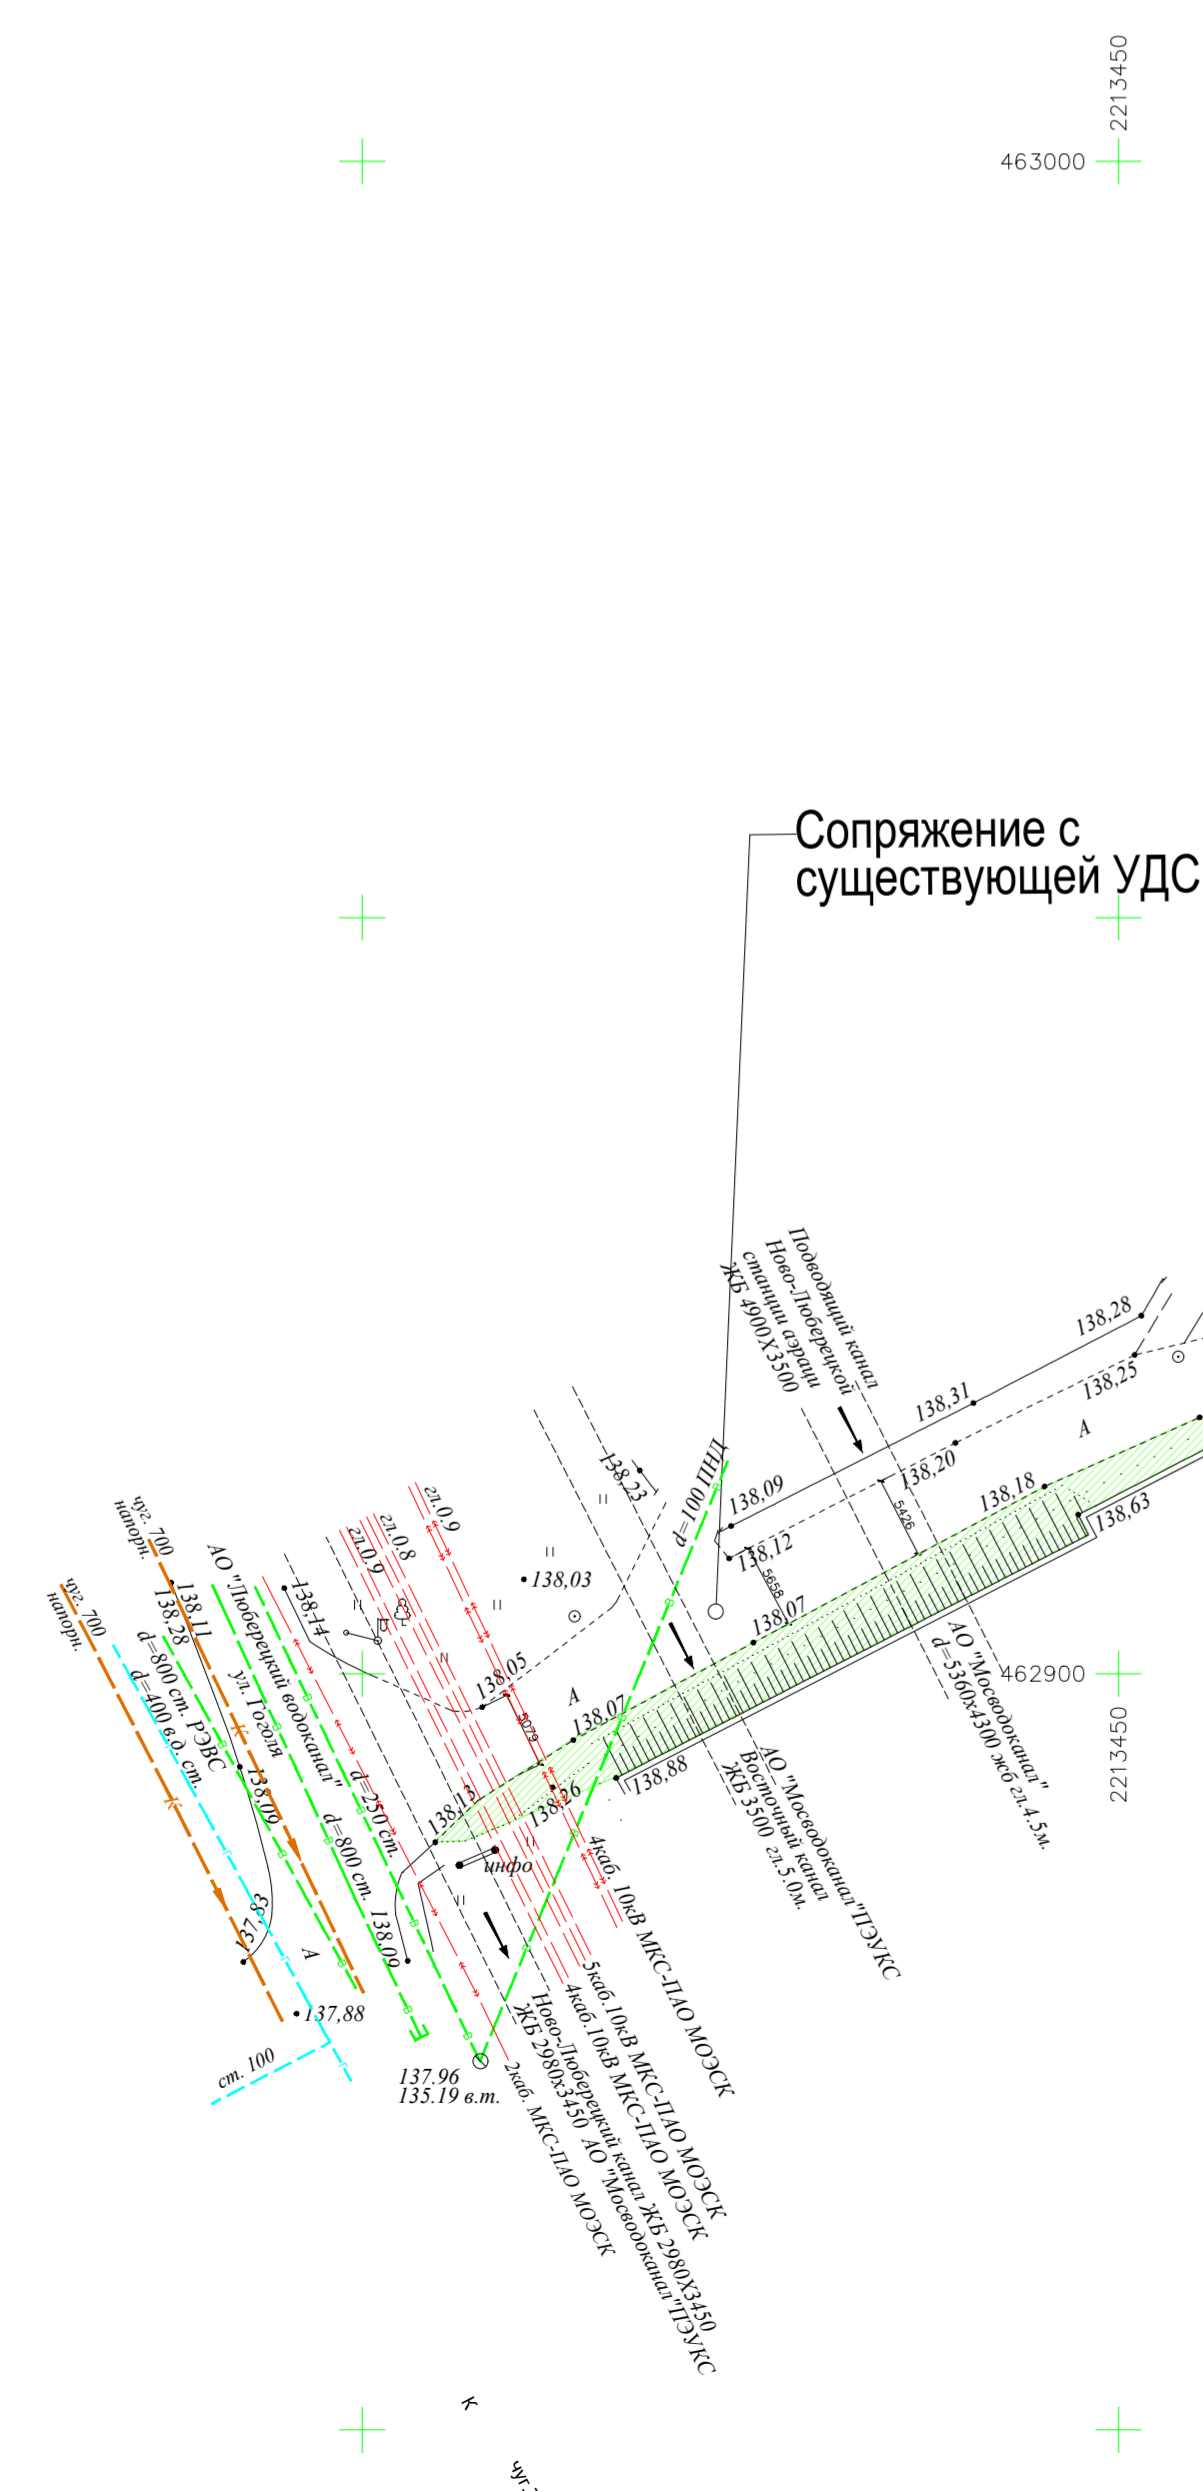 2213450
463000
Сопряжение с
существующей УДС
Подводящий канал
Ново-Люберецкой
станции аэраци
ЖБ 4900Х3500
138,28
138,25
138,31
138,20
А
138,18
138,63
5426
138,23
d=100 ПНД
138,09
138,12
5658
138,07
гл.0.9
гл.0.8
гл.0.9
138,03
чуг. 700
напорн.
чуг. 700
напорн.
138,11
138,28
АО "Люберецкий водоканал"
ул. Гоголя
d=800 ст. РЭВС
d=400 в.д. ст.
138,14
138,05
5079
А
138,07
462900
2213450
АО "Мосводоканал"
d=5360х4300 жб гл.4.5м.
К
К
138,09
d=250 ст.
d=800 ст.
138,13
138,26
138,88
АО "Мосводоканал"ПЭУКС
Восточный канал
ЖБ 3500 гл.5.0м.
инфо
4каб. 10кВ МКС-ПАО МОЭСК
137,83
А
138.09
137,88
ст. 100
137.96
135.19 в.т.
5каб.10кВ МКС-ПАО МОЭСК
4каб.10кВ МКС-ПАО МОЭСК
Ново-Люберецкий канал ЖБ 2980Х3450
ЖБ 2980х3450 АО "Мосводоканал"ПЭУКС
2каб. МКС-ПАО МОЭСК
К